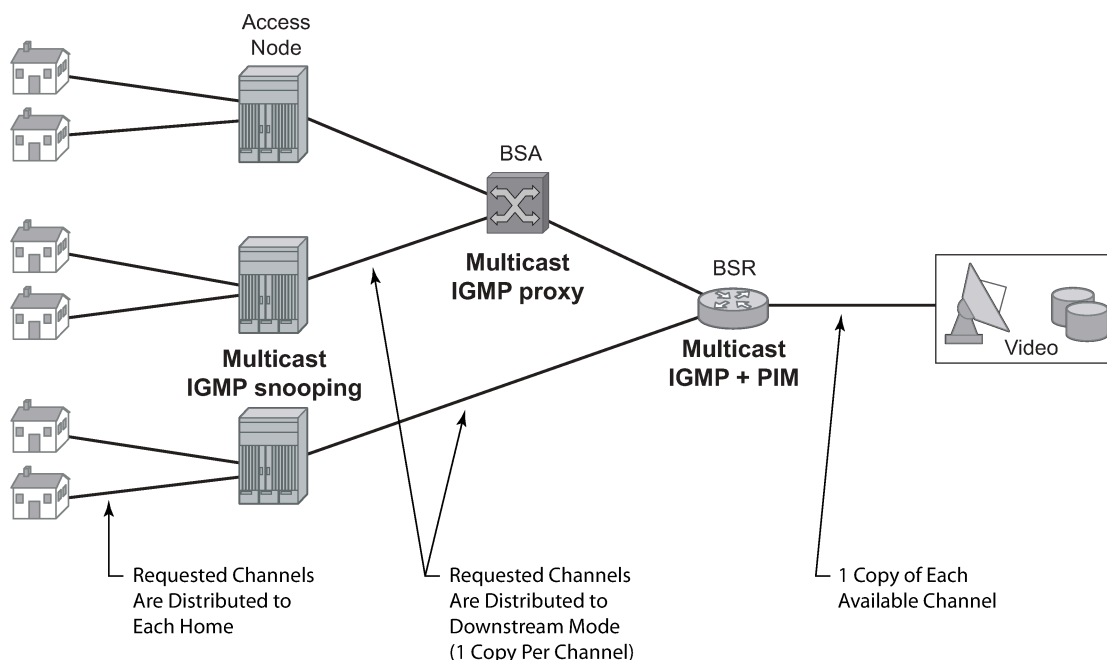 Access
Node
BSA
Multicast
IGMP proxy
BSR
Multicast
IGMP + PIM
Video
Multicast
IGMP snooping
Requested Channels
Are Distributed to
Each Home
Requested Channels
Are Distributed to
Downstream Mode
(1 Copy Per Channel)
1 Copy of Each
Available Channel